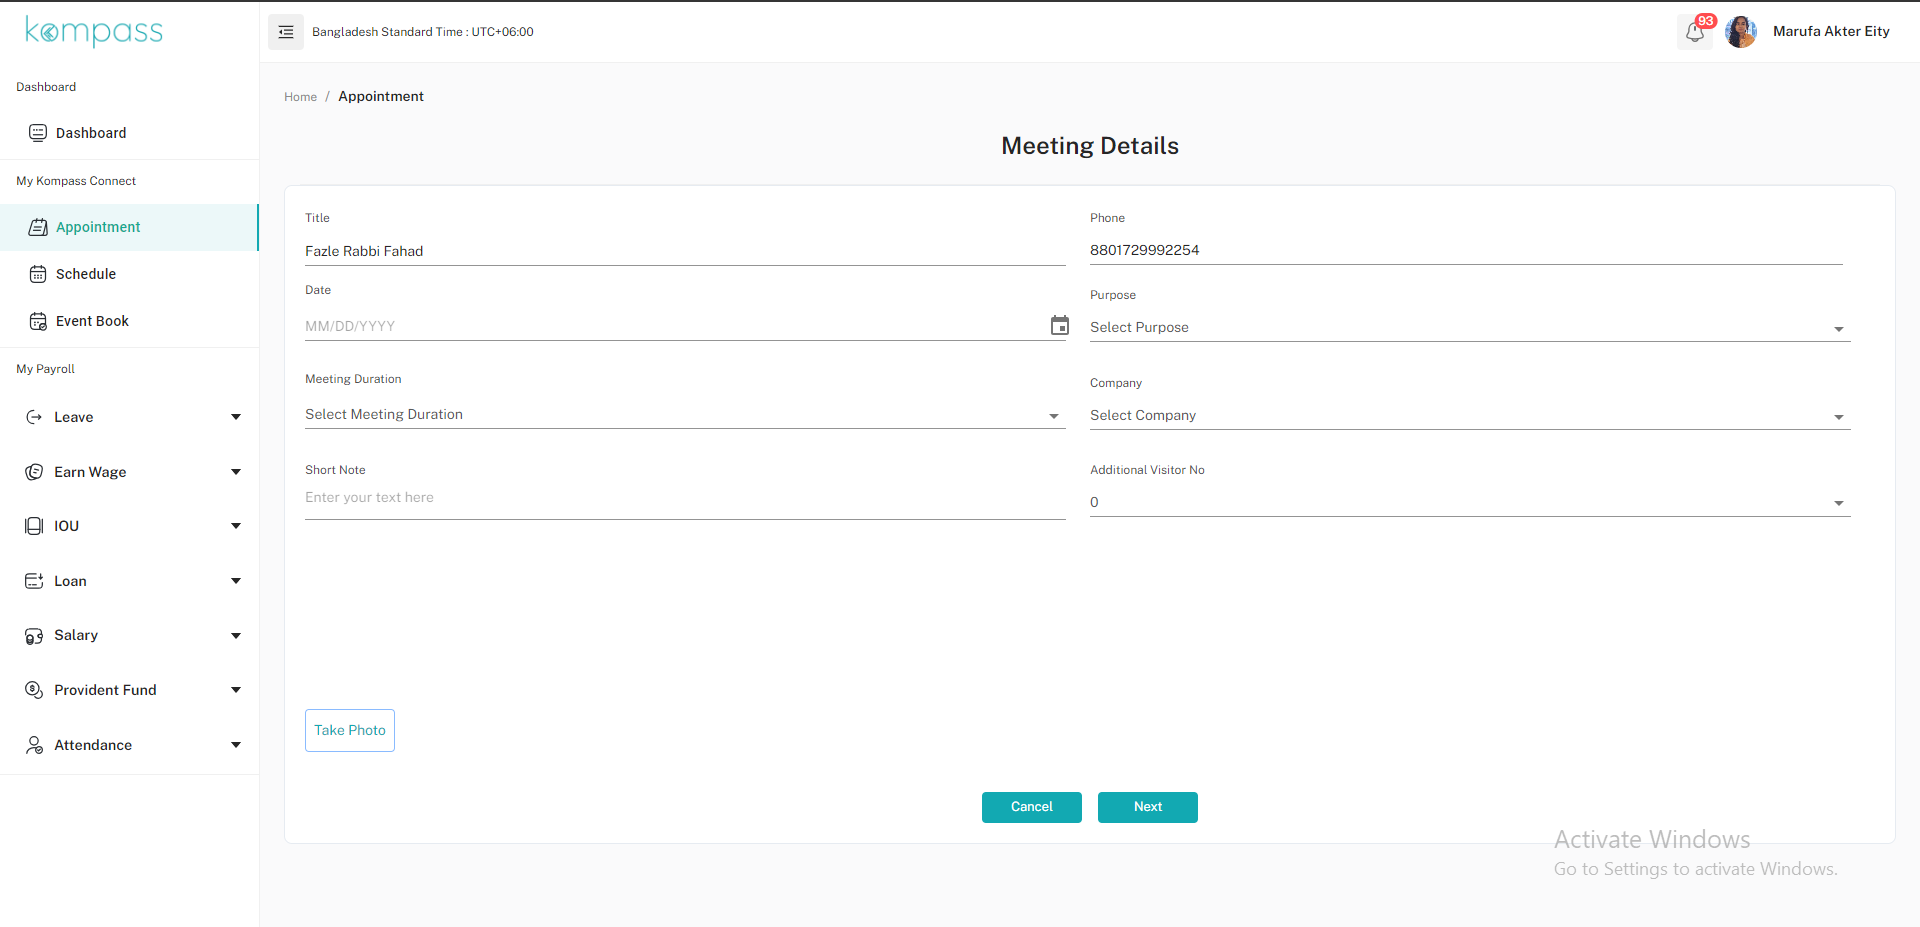 kompass
Bangladesh Standard Time : UTC+06:00
93
Marufa Akter Eity
Dashboard
Dashboard
My Kompass Connect
Appointment
Schedule
Event Book
My Payroll
Leave
Earn Wage
IOU
Loan
Salary
Provident Fund
Attendance
Home / Appointment
Meeting Details
Title
Fazle Rabbi Fahad
Phone
8801729992254
Date
MM/DD/YYYY
Purpose
Select Purpose
Meeting Duration
Select Meeting Duration
Company
Select Company
Short Note
Enter your text here
Additional Visitor No
0
Take Photo
Cancel
Next
Activate Windows
Go to Settings to activate Windows.